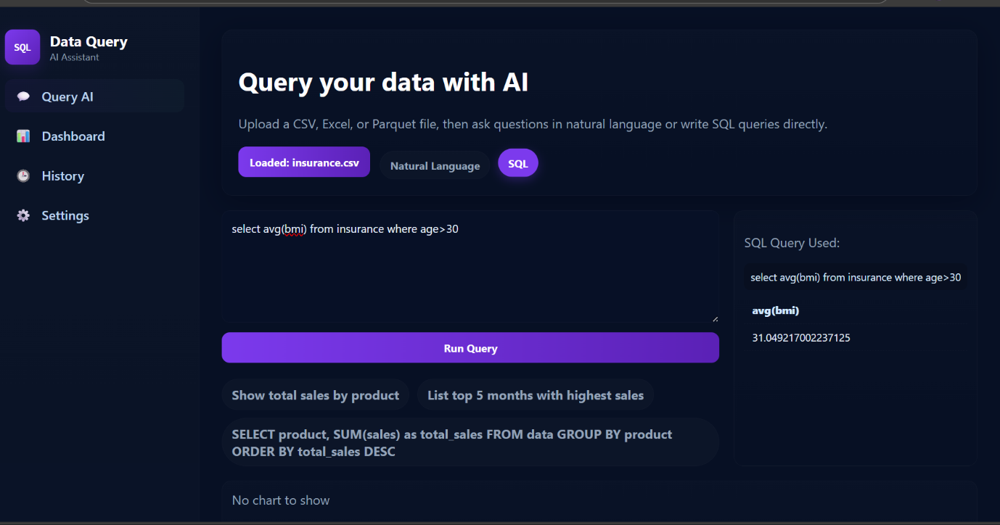 SQL
Data Query
AI Assistant
Query AI
Dashboard
History
Settings
Query your data with AI
Upload a CSV, Excel, or Parquet file, then ask questions in natural language or write SQL queries directly.
Loaded: insurance.csv
Natural Language
SQL
select avg(bmi) from insurance where age>30
Run Query
Show total sales by product
List top 5 months with highest sales
SELECT product, SUM(sales) as total_sales FROM data GROUP BY product
ORDER BY total_sales DESC
SQL Query Used:
select avg(bmi) from insurance where age>30
avg(bmi)
31.049217002237125
No chart to show